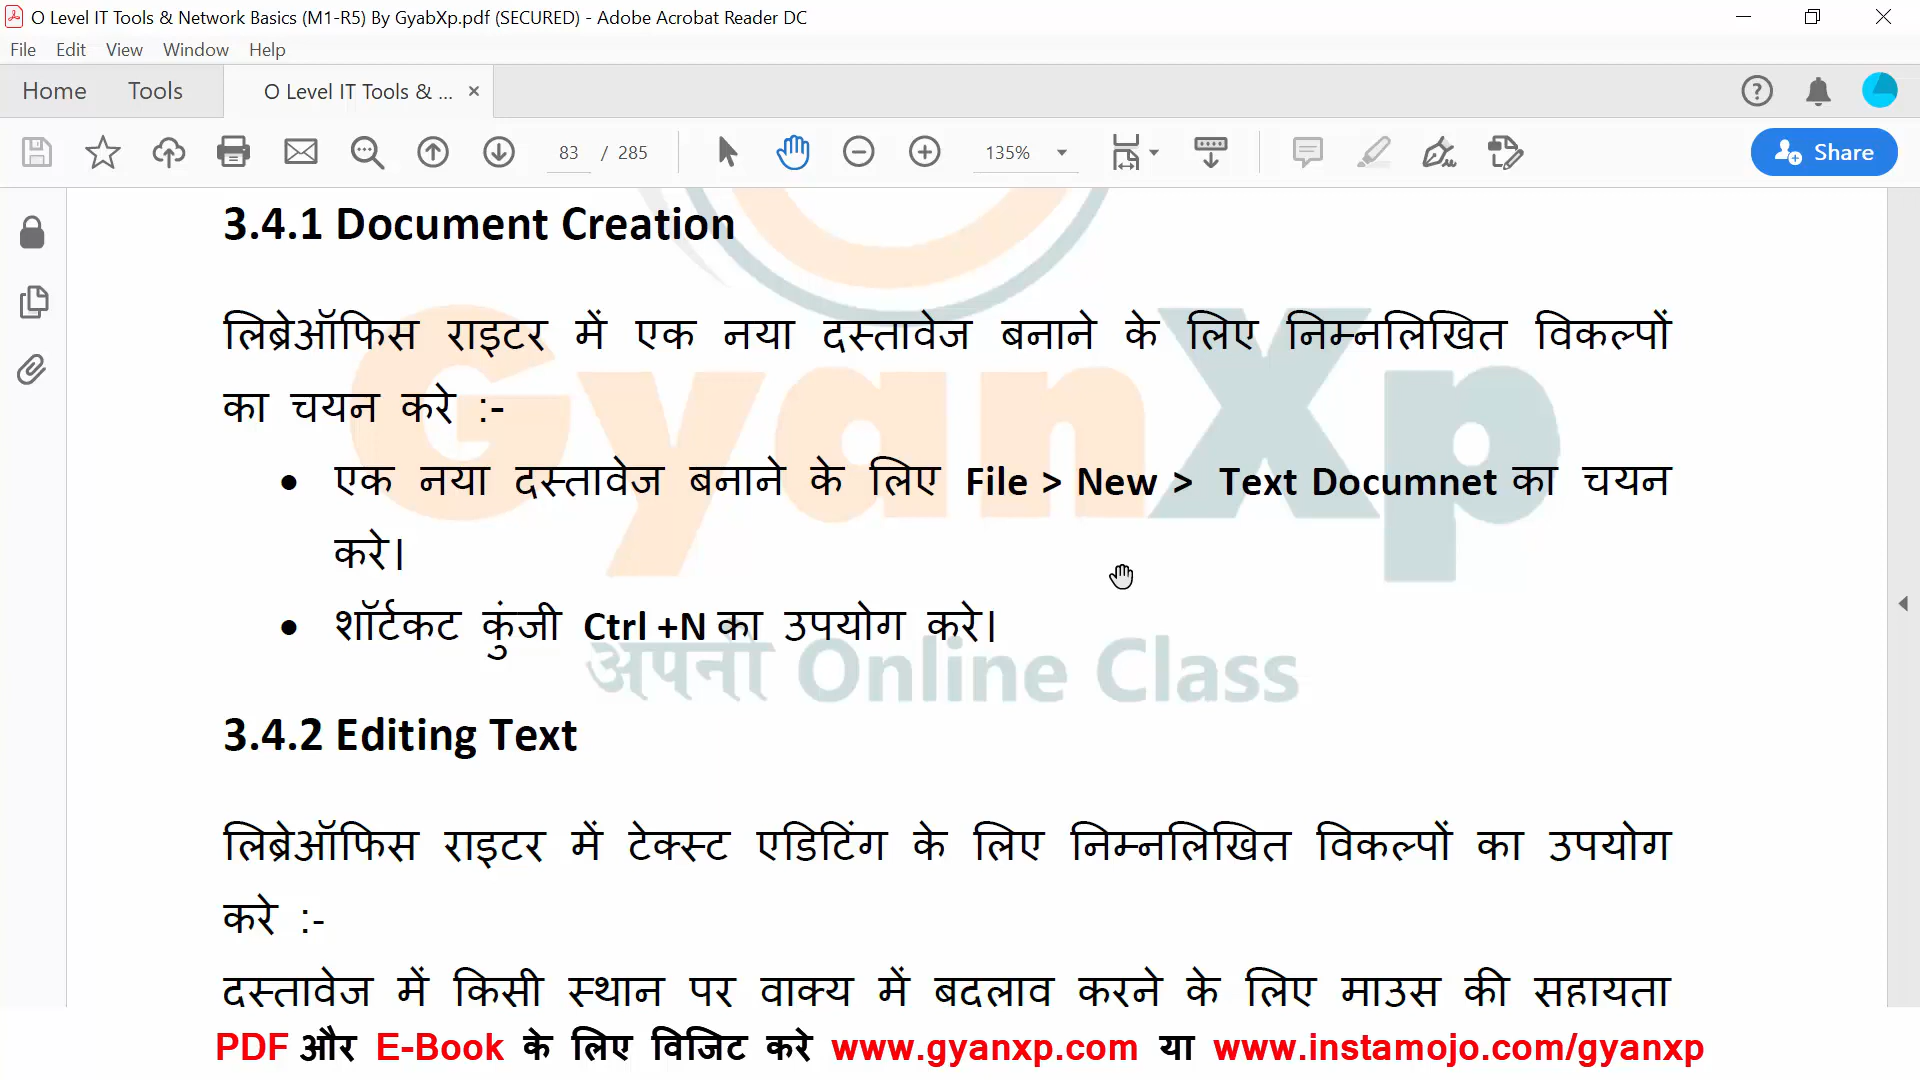 O Level IT Tools & Network Basics (M1-R5) By GyabXp.pdf (SECURED) - Adobe Acrobat Reader DC
File Edit View Window Help
Home Tools O Level IT Tools & ... ×
83 / 285 135% Share
3.4.1 Document Creation
लिब्रेऑफिस राइटर में एक नया दस्तावेज बनाने के लिए निम्नलिखित विकल्पों
का चयन करे :-
• एक नया दस्तावेज बनाने के लिए File > New > Text Documnet का चयन
करे।
• शॉर्टकट कुंजी Ctrl +N का उपयोग करे।
GyanXp
अपनी Online Class
3.4.2 Editing Text
लिब्रेऑफिस राइटर में टेक्स्ट एडिटिंग के लिए निम्नलिखित विकल्पों का उपयोग
करे :-
दस्तावेज में किसी स्थान पर वाक्य में बदलाव करने के लिए माउस की सहायता
PDF और E-Book के लिए विजिट करे www.gyanxp.com या www.instamojo.com/gyanxp